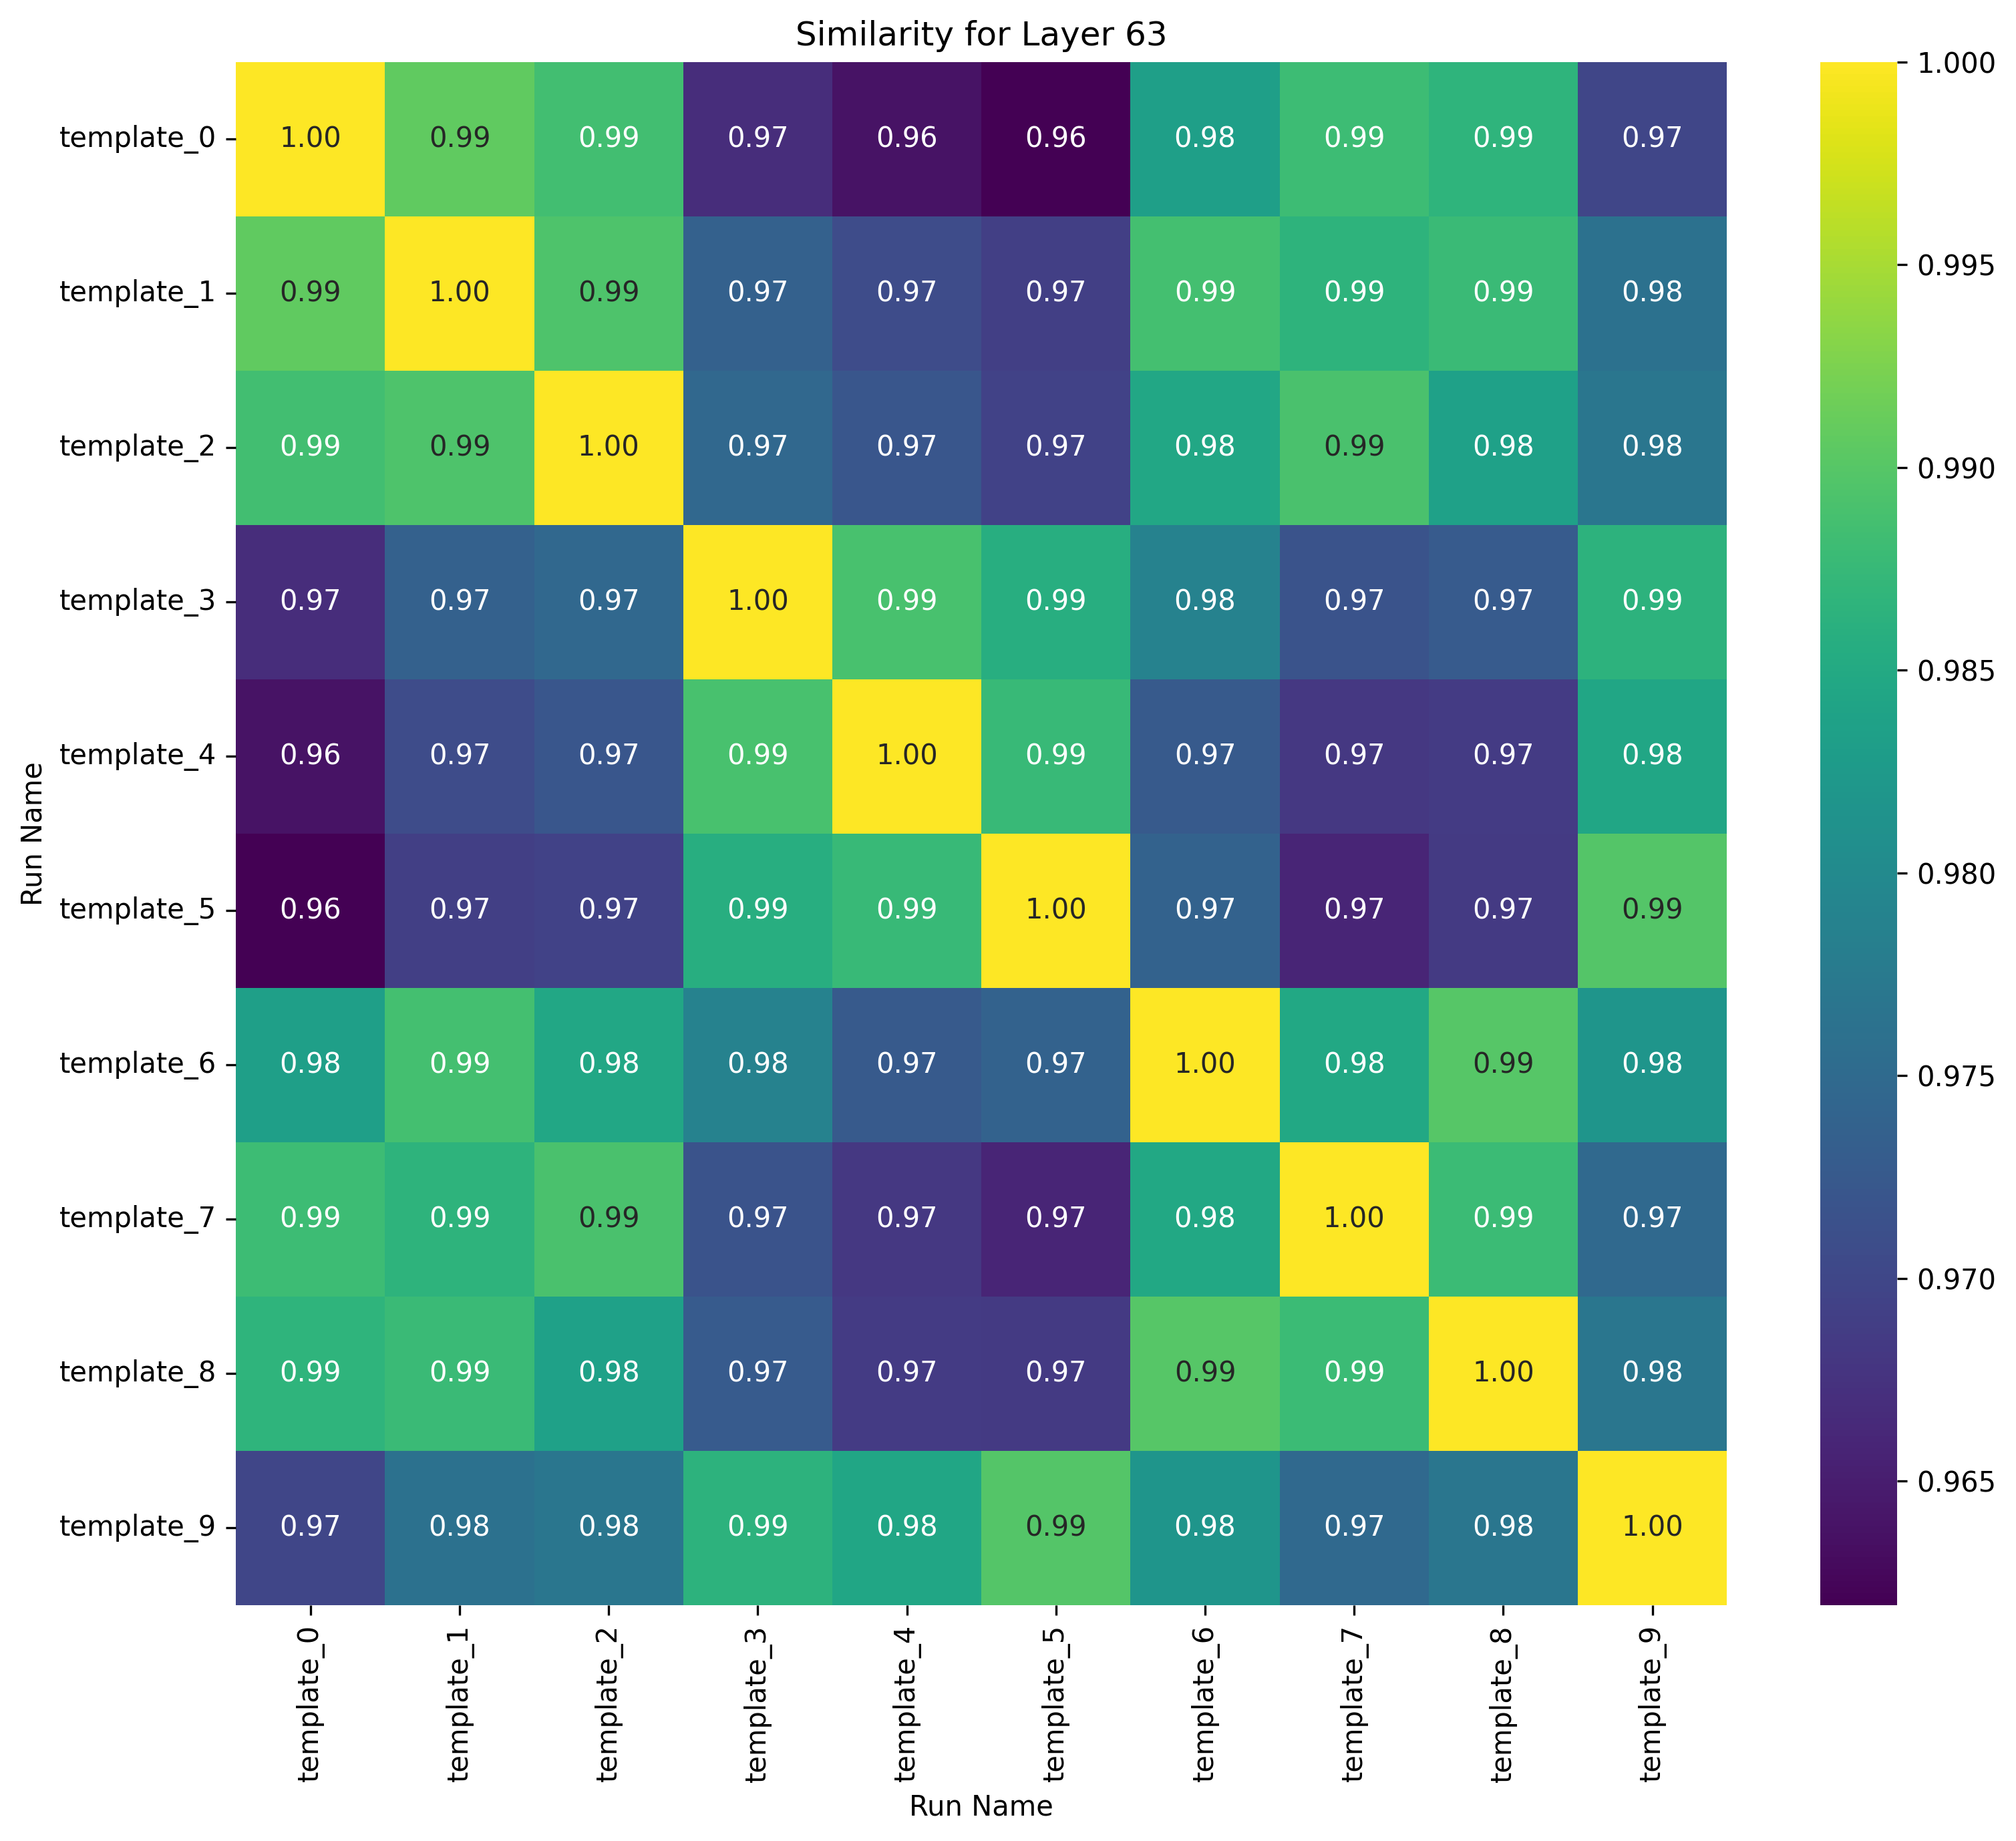 Similarity for Layer 63
template_0 1.00 0.99 0.99 0.97 0.96 0.96 0.98 0.99 0.99 0.97
template_1 0.99 1.00 0.99 0.97 0.97 0.97 0.99 0.99 0.99 0.98
template_2 0.99 0.99 1.00 0.97 0.97 0.97 0.98 0.99 0.98 0.98
template_3 0.97 0.97 0.97 1.00 0.99 0.99 0.98 0.97 0.97 0.99
template_4 0.96 0.97 0.97 0.99 1.00 0.99 0.97 0.97 0.97 0.98
template_5 0.96 0.97 0.97 0.99 0.99 1.00 0.97 0.97 0.97 0.99
template_6 0.98 0.99 0.98 0.98 0.97 0.97 1.00 0.98 0.99 0.98
template_7 0.99 0.99 0.99 0.97 0.97 0.97 0.98 1.00 0.99 0.97
template_8 0.99 0.99 0.98 0.97 0.97 0.97 0.99 0.99 1.00 0.98
template_9 0.97 0.98 0.98 0.99 0.98 0.99 0.98 0.97 0.98 1.00
Run Name
template_0 template_1 template_2 template_3 template_4 template_5 template_6 template_7 template_8 template_9
Run Name
1.000
0.995
0.990
0.985
0.980
0.975
0.970
0.965